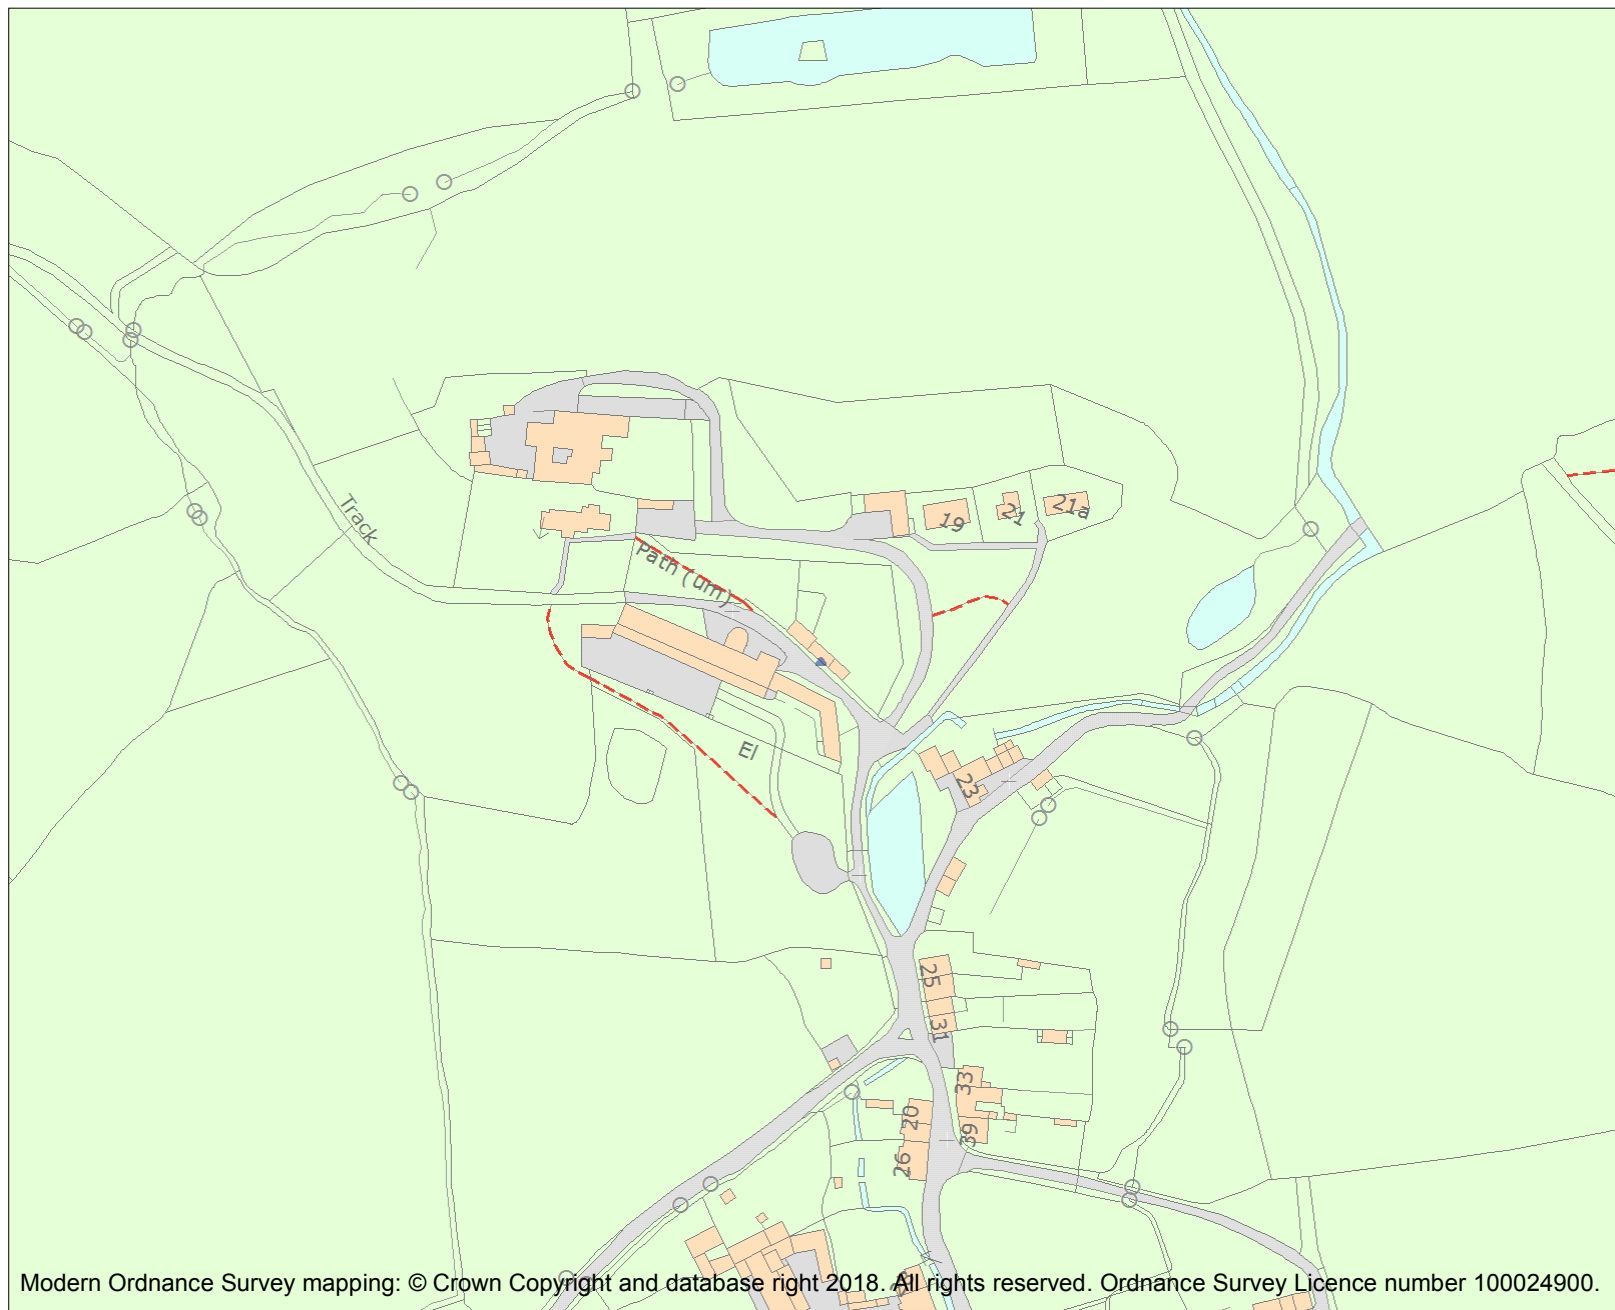 19
21
21a
Track
Path (um)
El
23
25
31
33
20
39
26
Modern Ordnance Survey mapping: © Crown Copyright and database right 2018. All rights reserved. Ordnance Survey Licence number 100024900.